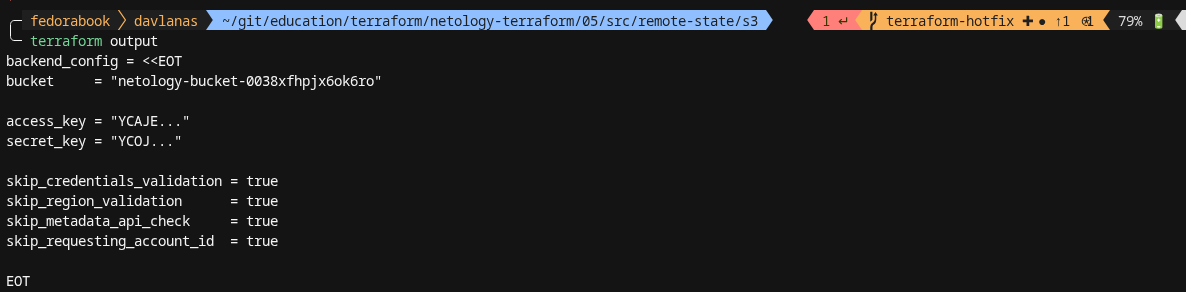 fedorabook davlanas ~/git/education/terraform/netology-terraform/05/src/remote-state/s3 1 ↵ terraform-hotfix ✚ ● ↑1 1 79%
terraform output
backend_config = <<EOT
bucket     = "netology-bucket-0038xfhpjx6ok6ro"
access_key = "YCAJE..."
secret_key = "YCOJ..."
skip_credentials_validation = true
skip_region_validation      = true
skip_metadata_api_check     = true
skip_requesting_account_id  = true
EOT